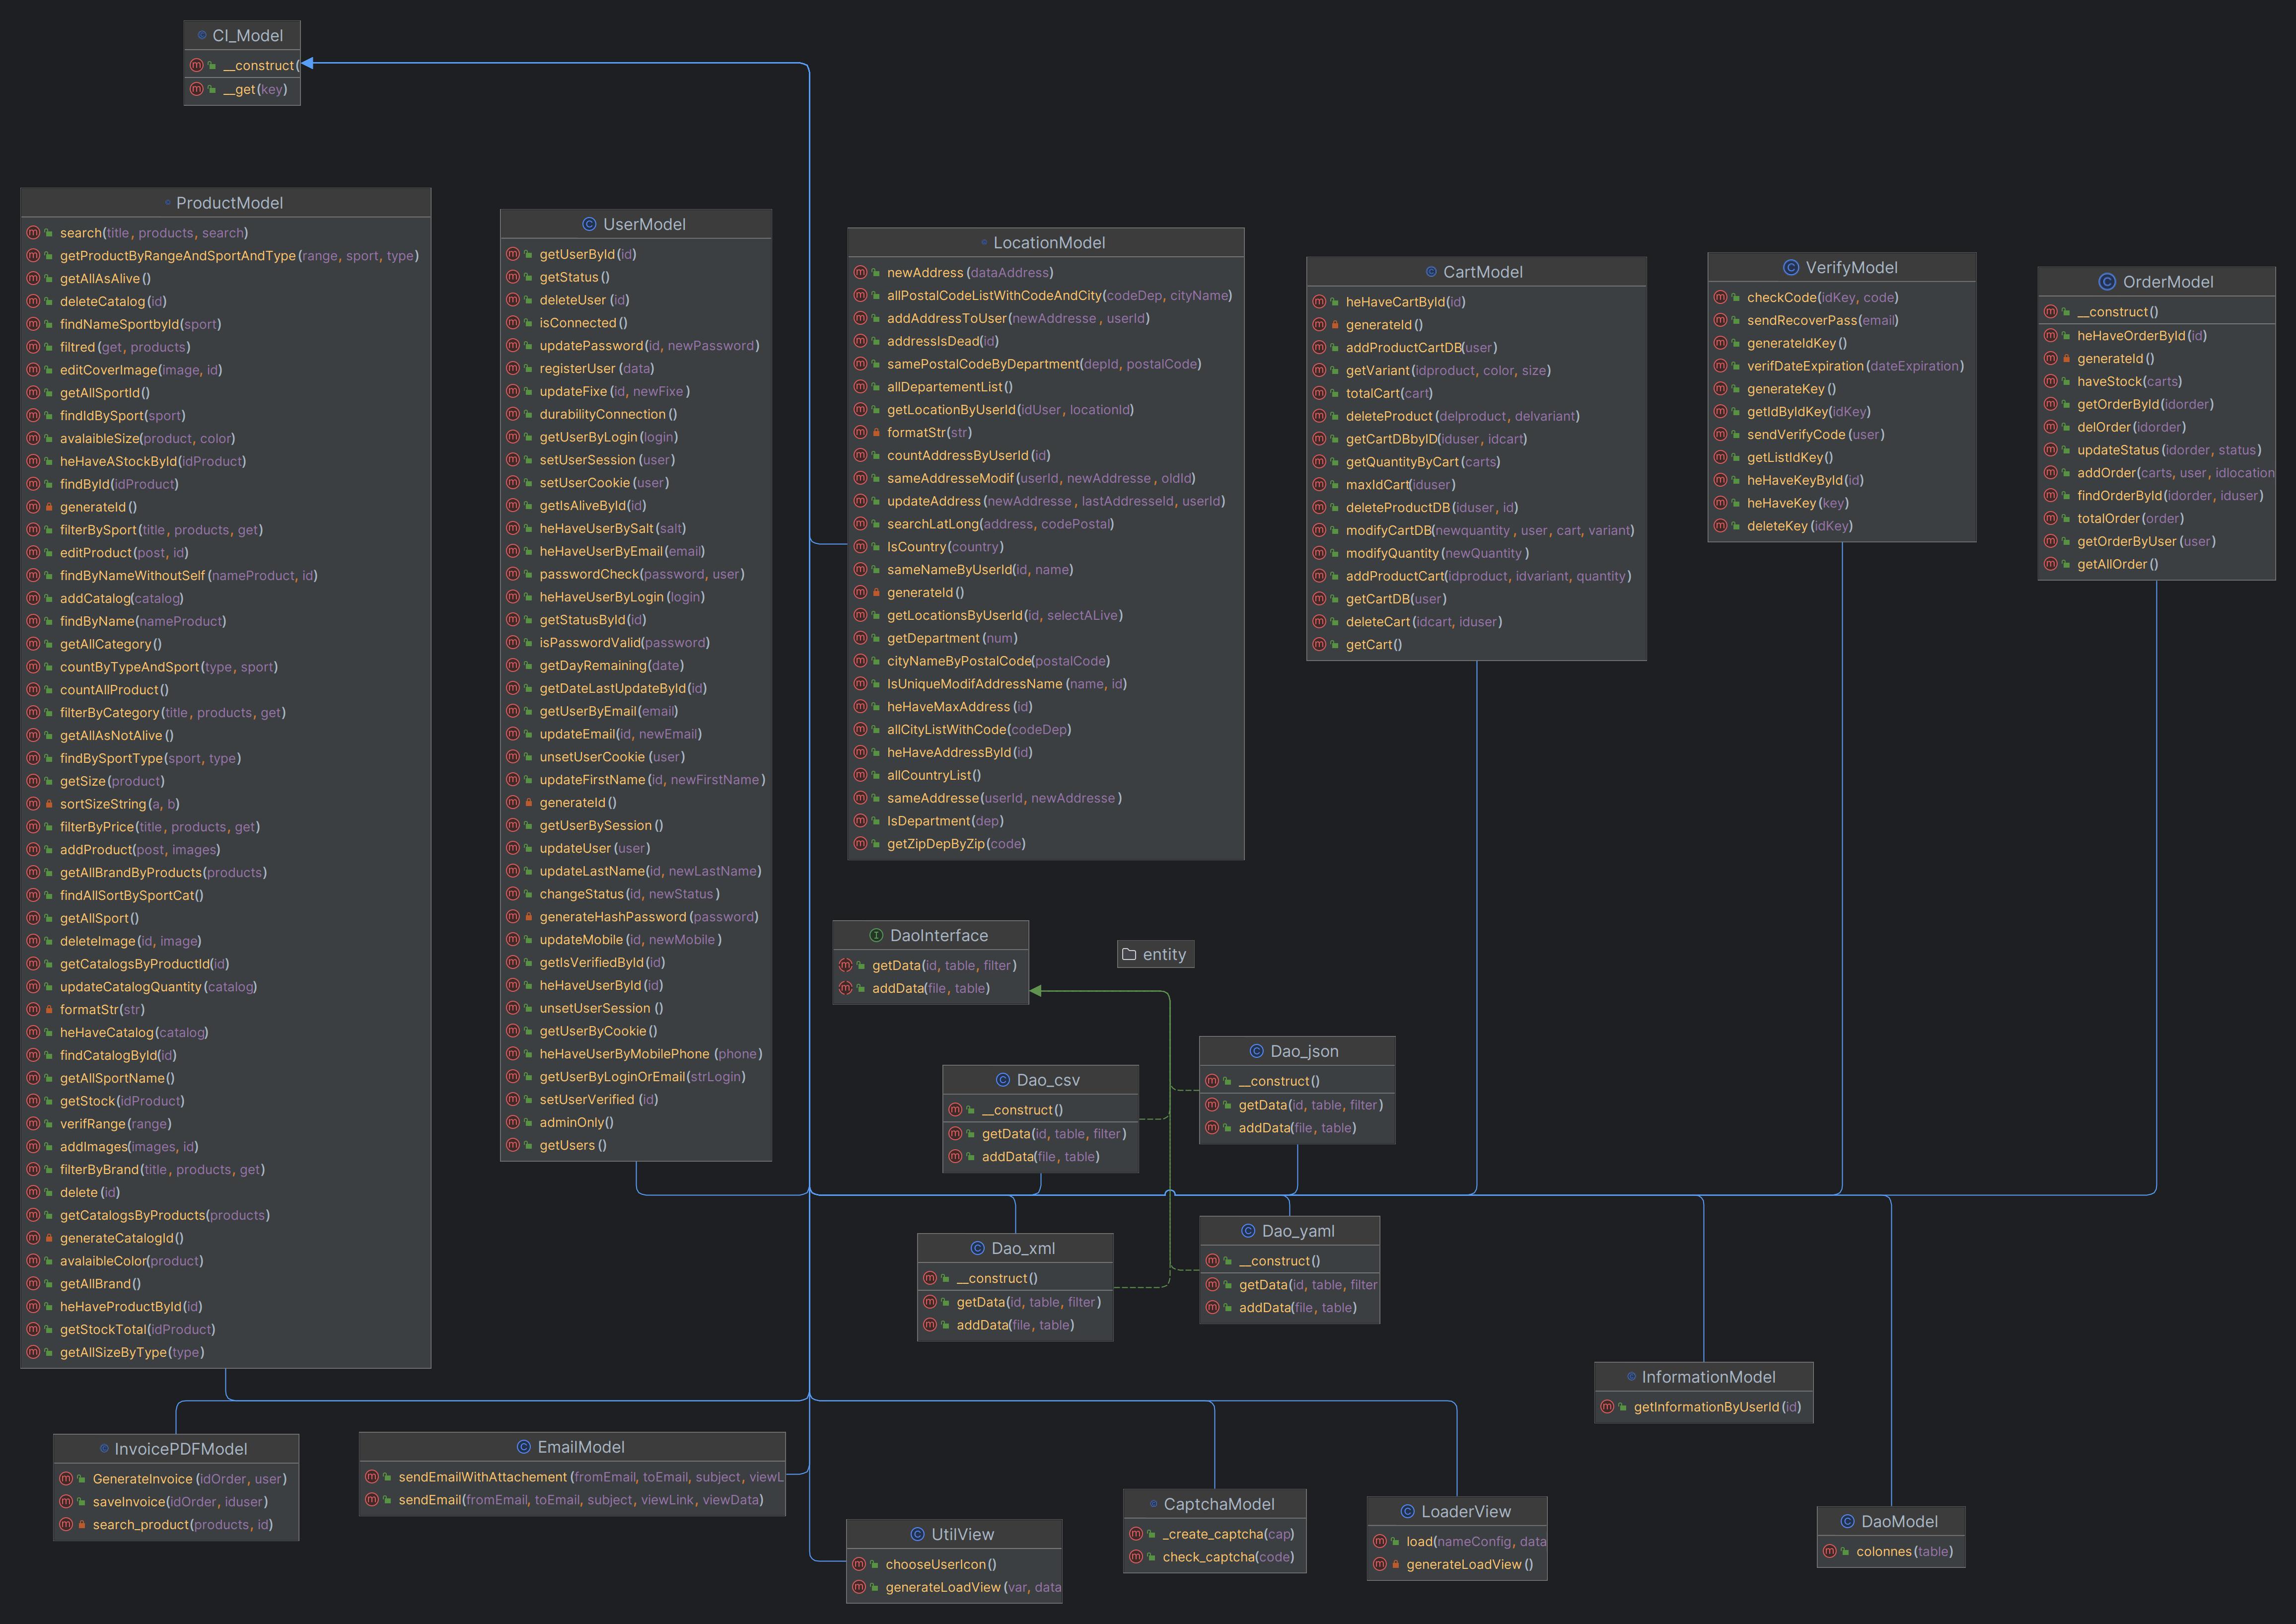 CI_Model
__construct(
__get(key)
ProductModel
search(title, products, search)
getProductByRangeAndSportAndType(range, sport, type)
getAllAsAlive()
deleteCatalog(id)
findNameSportbyId(sport)
filtred(get, products)
editCoverImage(image, id)
getAllSportId()
findIdBySport(sport)
avalaibleSize(product, color)
heHaveAStockById(idProduct)
findById(idProduct)
generateId()
filterBySport(title, products, get)
editProduct(post, id)
findByNameWithoutSelf(nameProduct, id)
addCatalog(catalog)
findByName(nameProduct)
getAllCategory()
countByTypeAndSport(type, sport)
countAllProduct()
filterByCategory(title, products, get)
getAllAsNotAlive()
findBySportType(sport, type)
getSize(product)
sortSizeString(a, b)
filterByPrice(title, products, get)
addProduct(post, images)
getAllBrandByProducts(products)
findAllSortBySportCat()
getAllSport()
deleteImage(id, image)
getCatalogsByProductId(id)
updateCatalogQuantity(catalog)
formatStr(str)
heHaveCatalog(catalog)
findCatalogById(id)
getAllSportName()
getStock(idProduct)
verifRange(range)
addImages(images, id)
filterByBrand(title, products, get)
delete(id)
getCatalogsByProducts(products)
generateCatalogId()
avalaibleColor(product)
getAllBrand()
heHaveProductById(id)
getStockTotal(idProduct)
getAllSizeByType(type)
UserModel
getUserById(id)
getStatus()
deleteUser(id)
isConnected()
updatePassword(id, newPassword)
registerUser(data)
updateFixe(id, newFixe)
durabilityConnection()
getUserByLogin(login)
setUserSession(user)
setUserCookie(user)
getIsAliveById(id)
heHaveUserBySalt(salt)
heHaveUserByEmail(email)
passwordCheck(password, user)
heHaveUserByLogin(login)
getStatusById(id)
isPasswordValid(password)
getDayRemaining(date)
getDateLastUpdateById(id)
getUserByEmail(email)
updateEmail(id, newEmail)
unsetUserCookie(user)
updateFirstName(id, newFirstName)
generateId()
getUserBySession()
updateUser(user)
updateLastName(id, newLastName)
changeStatus(id, newStatus)
generateHashPassword(password)
updateMobile(id, newMobile)
getIsVerifiedById(id)
heHaveUserById(id)
unsetUserSession()
getUserByCookie()
heHaveUserByMobilePhone(phone)
getUserByLoginOrEmail(strLogin)
setUserVerified(id)
adminOnly()
getUsers()
LocationModel
newAddress(dataAddress)
allPostalCodeListWithCodeAndCity(codeDep, cityName)
addAddressToUser(newAddresse, userId)
addressIsDead(id)
samePostalCodeByDepartment(depId, postalCode)
allDepartementList()
getLocationByUserId(idUser, locationId)
formatStr(str)
countAddressByUserId(id)
sameAddresseModif(userId, newAddresse, oldId)
updateAddress(newAddresse, lastAddresseId, userId)
searchLatLong(address, codePostal)
IsCountry(country)
sameNameByUserId(id, name)
generateId()
getLocationsByUserId(id, selectALive)
getDepartment(num)
cityNameByPostalCode(postalCode)
IsUniqueModifAddressName(name, id)
heHaveMaxAddress(id)
allCityListWithCode(codeDep)
heHaveAddressById(id)
allCountryList()
sameAddresse(userId, newAddresse)
IsDepartment(dep)
getZipDepByZip(code)
CartModel
heHaveCartById(id)
generateId()
addProductCartDB(user)
getVariant(idproduct, color, size)
totalCart(cart)
deleteProduct(delproduct, delvariant)
getCartDBbyID(iduser, idcart)
getQuantityByCart(carts)
maxIdCart(iduser)
deleteProductDB(iduser, id)
modifyCartDB(newquantity, user, cart, variant)
modifyQuantity(newQuantity)
addProductCart(idproduct, idvariant, quantity)
getCartDB(user)
deleteCart(idcart, iduser)
getCart()
VerifyModel
checkCode(idKey, code)
sendRecoverPass(email)
generateIdKey()
verifDateExpiration(dateExpiration)
generateKey()
getIdByIdKey(idKey)
sendVerifyCode(user)
getListIdKey()
heHaveKeyById(id)
heHaveKey(key)
deleteKey(idKey)
OrderModel
__construct()
heHaveOrderById(id)
generateId()
haveStock(carts)
getOrderById(idorder)
delOrder(idorder)
updateStatus(idorder, status)
addOrder(carts, user, idlocation
findOrderById(idorder, iduser)
totalOrder(order)
getOrderByUser(user)
getAllOrder()
DaoInterface
getData(id, table, filter)
addData(file, table)
entity
Dao_json
__construct()
getData(id, table, filter)
addData(file, table)
Dao_csv
__construct()
getData(id, table, filter)
addData(file, table)
Dao_yaml
__construct()
getData(id, table, filter
addData(file, table)
Dao_xml
__construct()
getData(id, table, filter)
addData(file, table)
InformationModel
getInformationByUserId(id)
InvoicePDFModel
GenerateInvoice(idOrder, user)
saveInvoice(idOrder, iduser)
search_product(products, id)
EmailModel
sendEmailWithAttachement(fromEmail, toEmail, subject, viewL
sendEmail(fromEmail, toEmail, subject, viewLink, viewData)
UtilView
chooseUserIcon()
generateLoadView(var, data
CaptchaModel
_create_captcha(cap)
check_captcha(code)
LoaderView
load(nameConfig, data
generateLoadView()
DaoModel
colonnes(table)